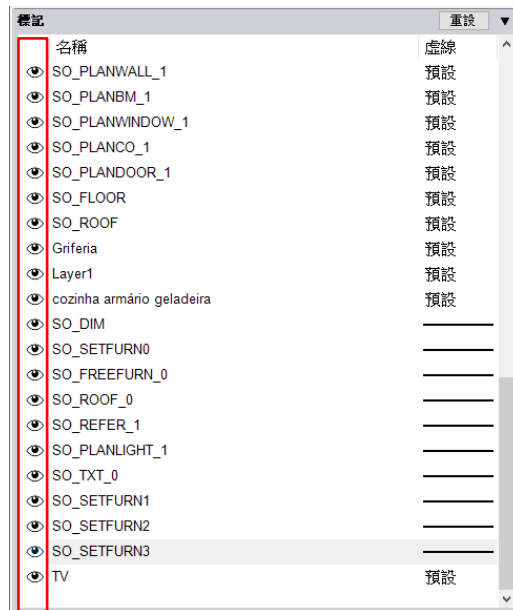 標記 重設
名稱 虛線
SO_PLANWALL_1 預設
SO_PLANBM_1 預設
SO_PLANWINDOW_1 預設
SO_PLANCO_1 預設
SO_PLANDOOR_1 預設
SO_FLOOR 預設
SO_ROOF 預設
Griferia 預設
Layer1 預設
cozinha armário geladeira 預設
SO_DIM
SO_SETFURN0
SO_FREEFURN_0
SO_ROOF_0
SO_REFER_1
SO_PLANLIGHT_1
SO_TXT_0
SO_SETFURN1
SO_SETFURN2
SO_SETFURN3
TV 預設